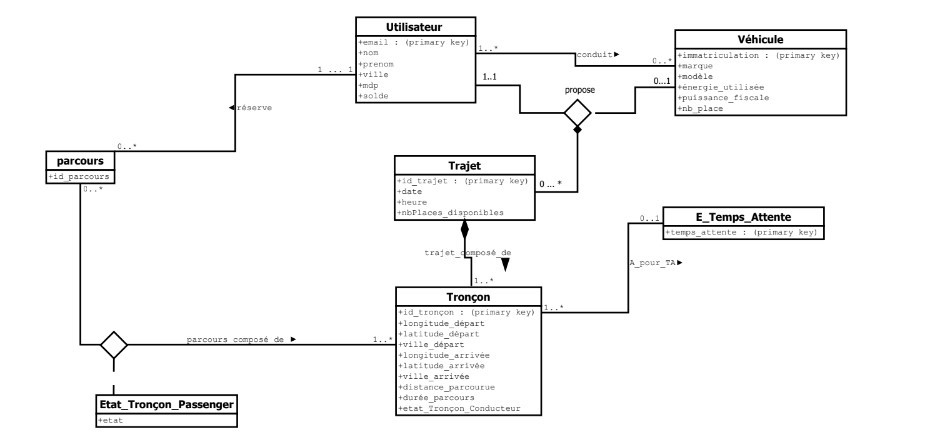 Utilisateur
+email : (primary key)
+nom
+prenom
+ville
+mdp
+solde
1..*
conduit
0..*
Véhicule
+immatriculation : (primary key)
+marque
+modèle
+énergie_utilisée
+puissance_fiscale
+nb_place
1 ... 1
1..1
0...1
propose
réserve
0..*
parcours
+id_parcours
0..*
Trajet
+id_trajet : (primary key)
+date
+heure
+nbPlaces_disponibles
0 ... *
E_Temps_Attente
+temps_attente : (primary key)
0..1
trajet_composé_de
A_pour_TA
1..*
Tronçon
+id_tronçon : (primary key)
+longitude_départ
+latitude_départ
+ville_départ
+longitude_arrivée
+latitude_arrivée
+ville_arrivée
+distance_parcourue
+durée_parcours
+etat_Tronçon_Conducteur
1..*
parcours composé de
1..*
Etat_Tronçon_Passenger
+etat